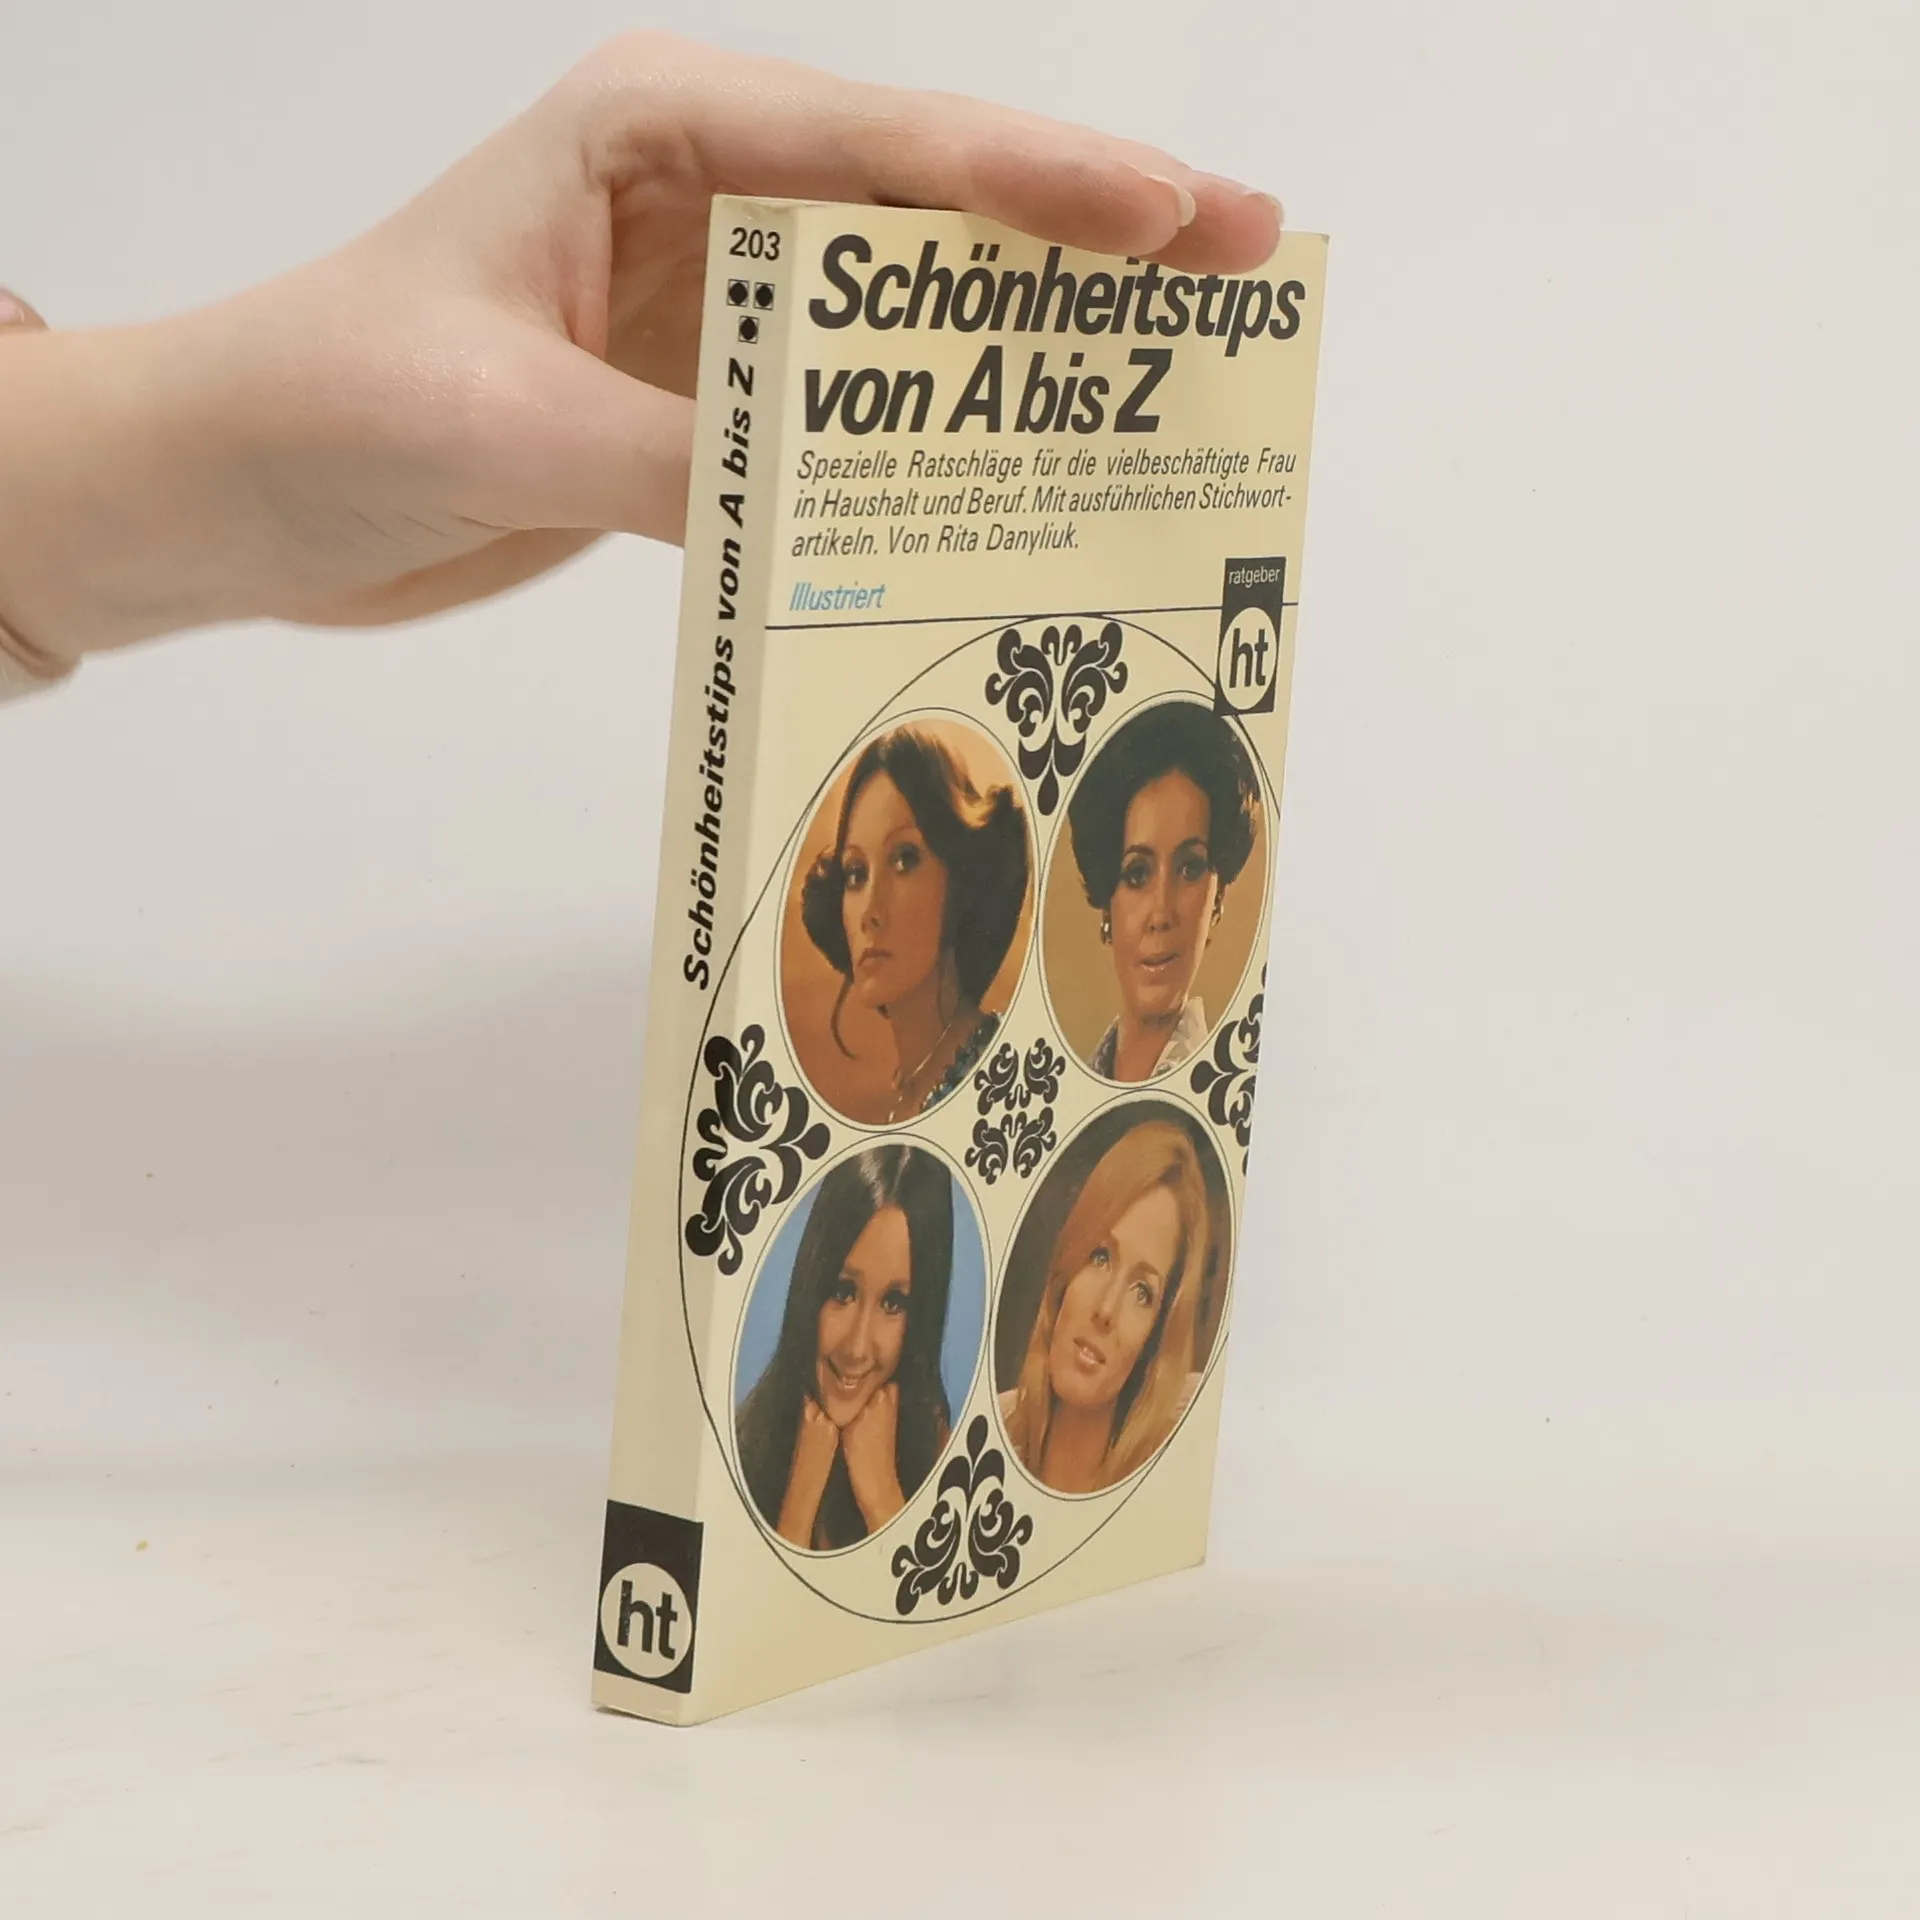 203
Schönheitstips von A bis Z
ht
Schönheitstips
von A bis Z
Spezielle Ratschläge für die vielbeschäftigte Frau
in Haushalt und Beruf. Mit ausführlichen Stichwort-
artikeln. Von Rita Danyliuk.
Illustriert
ratgeber
ht